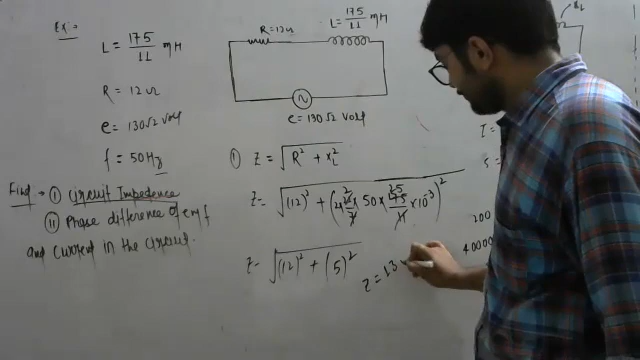 Ex:→
L = 175/11 mH
R = 12 Ω
e = 130√2 Volt
f = 50Hz
Find → (i) Circuit Impedance
(ii) Phase difference of emf
and current in the circuit.
R=12Ω
L = 175/11 mH
e = 130√2 Volt
(i) Z = √R² + X_L²
Z = √(12)² + (2× 22/7 × 50 × 175/11 ×10⁻³)²
Z = √(12)² + (5)²
Z = 13
200
40000